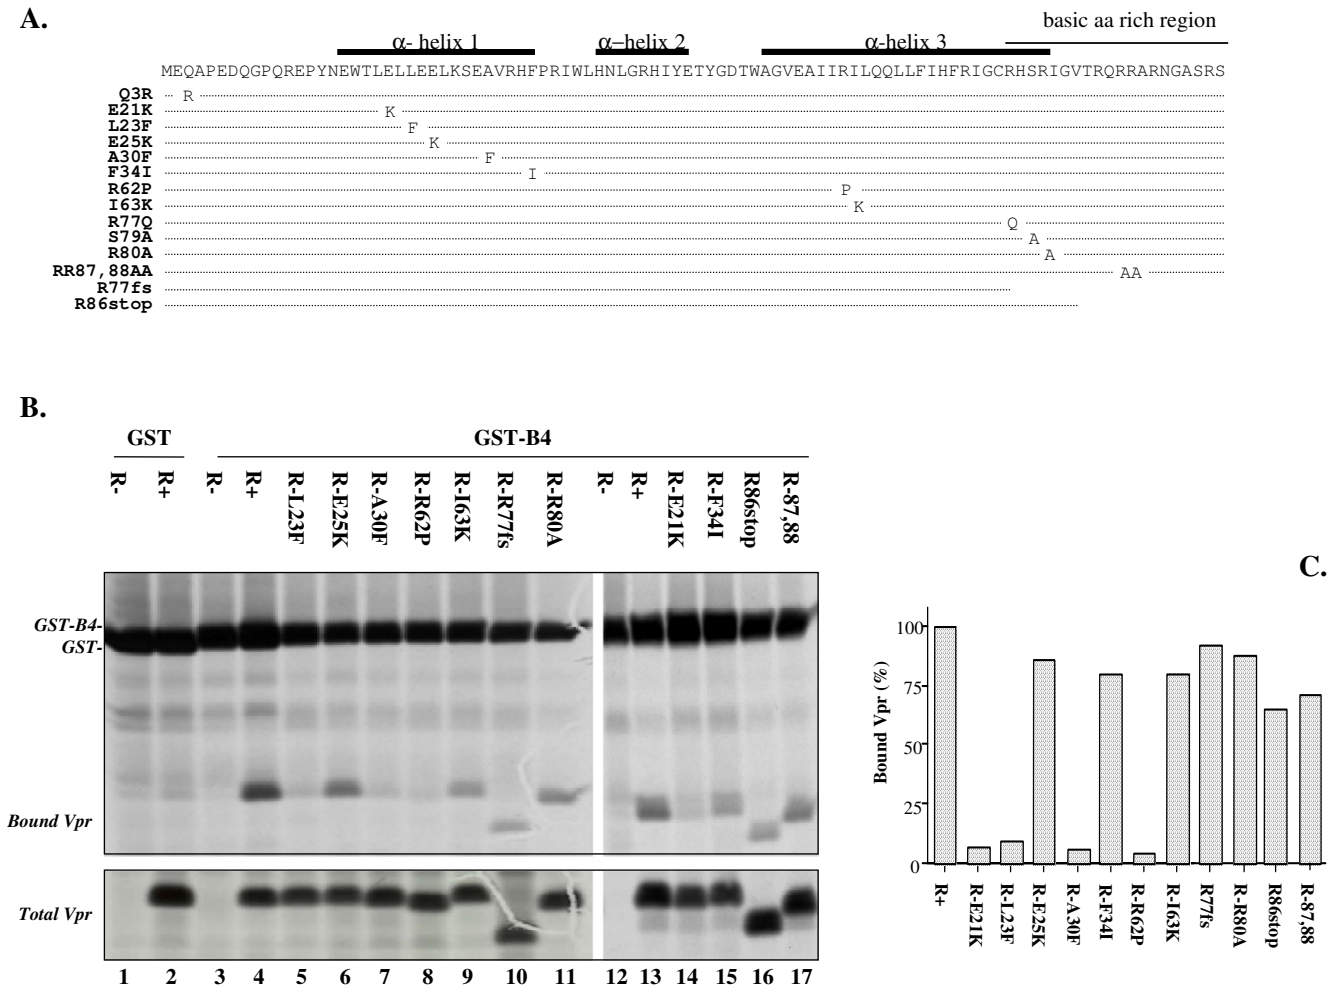 A.
basic aa rich region
α- helix 1 α−helix 2 α-helix 3
MEQAPEDQGPQREPYNEWTLELLEELKSEAVRHFPRIWLHNLGRHIYETYGDTWAGVEAIIRILQQLLFIHFRIGCRHSRIGVTRQRRARNGASRS
Q3R R
E21K K
L23F F
E25K K
A30F F
F34I I
R62P P
I63K K
R77Q Q
S79A A
R80A A
RR87,88AA AA
R77fs
R86stop
B.
GST GST-B4
R- R+ R- R+ R-L23F R-E25K R-A30F R-R62P R-I63K R-R77fs R-R80A R- R+ R-E21K R-F34I R86stop R-87,88
GST-B4-
GST-
Bound Vpr
Total Vpr
1 2 3 4 5 6 7 8 9 10 11 12 13 14 15 16 17
C.
Bound Vpr (%)
100
75
50
25
0
R+ R-E21K R-L23F R-E25K R-A30F R-F34I R-R62P R-I63K R77fs R-R80A R86stop R-87,88